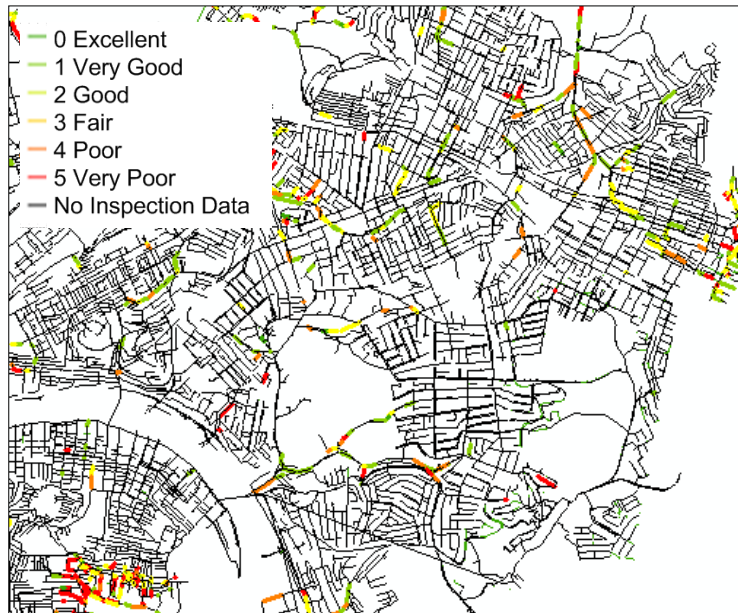 0 Excellent
1 Very Good
2 Good
3 Fair
4 Poor
5 Very Poor
No Inspection Data